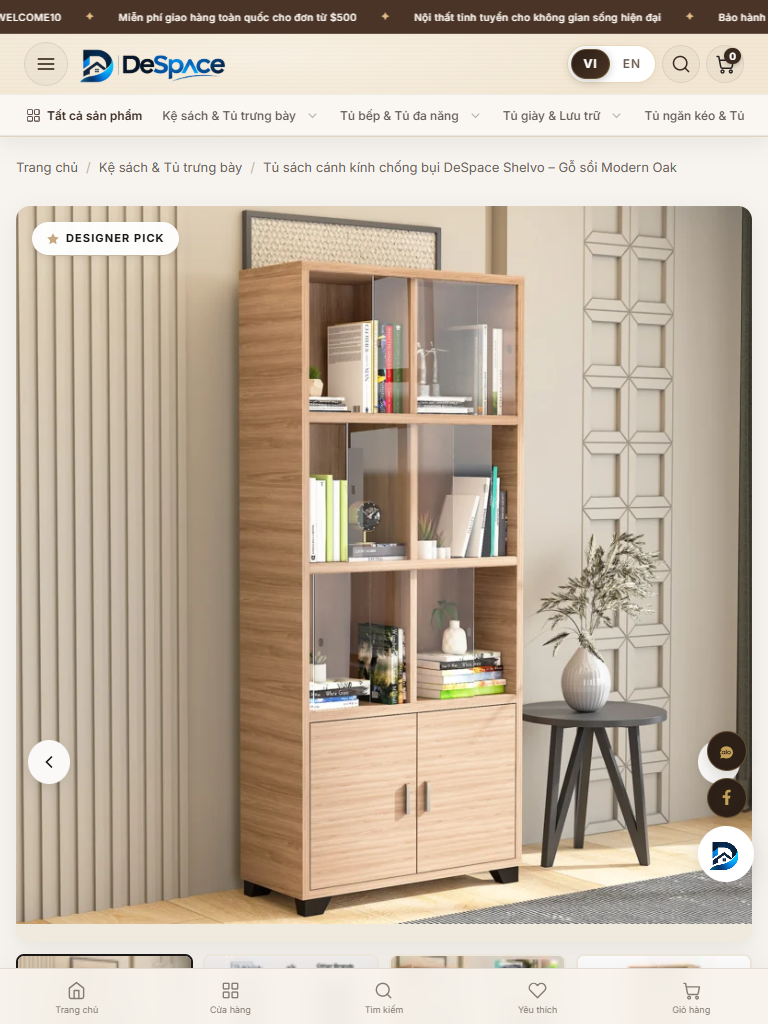 WELCOME10 ✦ Miễn phí giao hàng toàn quốc cho đơn từ $500 ✦ Nội thất tinh tuyển cho không gian sống hiện đại ✦ Bảo hành
DeSpace
VI EN
0
Tất cả sản phẩm Kệ sách & Tủ trưng bày Tủ bếp & Tủ đa năng Tủ giày & Lưu trữ Tủ ngăn kéo & Tủ
Trang chủ / Kệ sách & Tủ trưng bày / Tủ sách cánh kính chống bụi DeSpace Shelvo – Gỗ sồi Modern Oak
DESIGNER PICK
Zalo
Trang chủ Cửa hàng Tìm kiếm Yêu thích Giỏ hàng